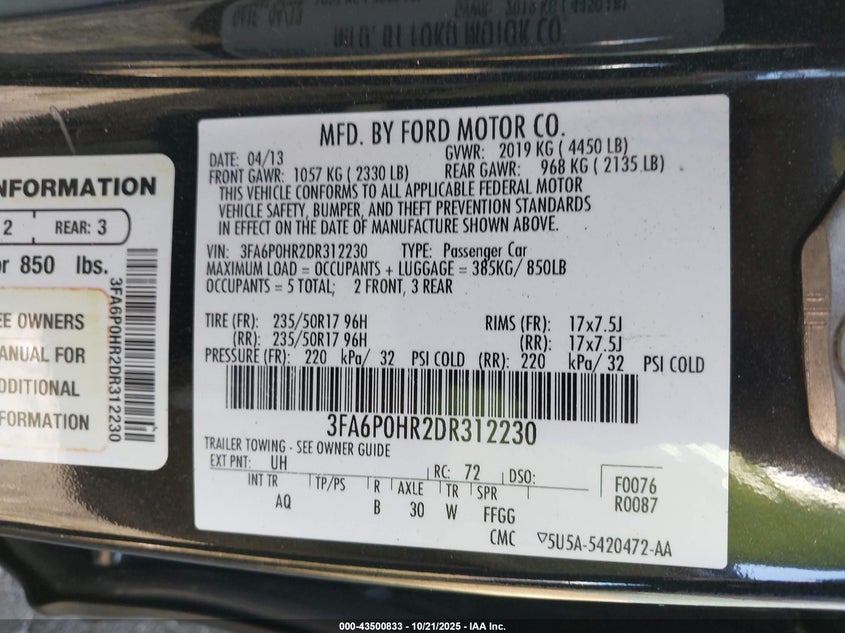 MFD. BY FORD MOTOR CO.
DATE: 04/13
GVWR: 2019 KG ( 4450 LB)
FRONT GAWR: 1057 KG ( 2330 LB)
REAR GAWR: 968 KG ( 2135 LB)
THIS VEHICLE CONFORMS TO ALL APPLICABLE FEDERAL MOTOR
VEHICLE SAFETY, BUMPER, AND THEFT PREVENTION STANDARDS
IN EFFECT ON THE DATE OF MANUFACTURE SHOWN ABOVE.
VIN: 3FA6P0HR2DR312230 TYPE: Passenger Car
MAXIMUM LOAD = OCCUPANTS + LUGGAGE = 385KG/ 850LB
OCCUPANTS = 5 TOTAL; 2 FRONT, 3 REAR
TIRE (FR): 235/50R17 96H RIMS (FR): 17x7.5J
(RR): 235/50R17 96H (RR): 17x7.5J
PRESSURE (FR): 220 kPa/ 32 PSI COLD (RR): 220 kPa/ 32 PSI COLD
3FA6P0HR2DR312230
TRAILER TOWING - SEE OWNER GUIDE
EXT PNT: UH RC: 72 DSO:
INT TR TP/PS R AXLE TR SPR
AQ B 30 W FFGG
CMC
F0076
R0087
▽5U5A-5420472-AA
NFORMATION
2 REAR: 3
or 850 lbs.
EE OWNERS
MANUAL FOR
DDITIONAL
FORMATION
3FA6P0HR2DR312230
000-43500833 - 10/21/2025 - IAA Inc.